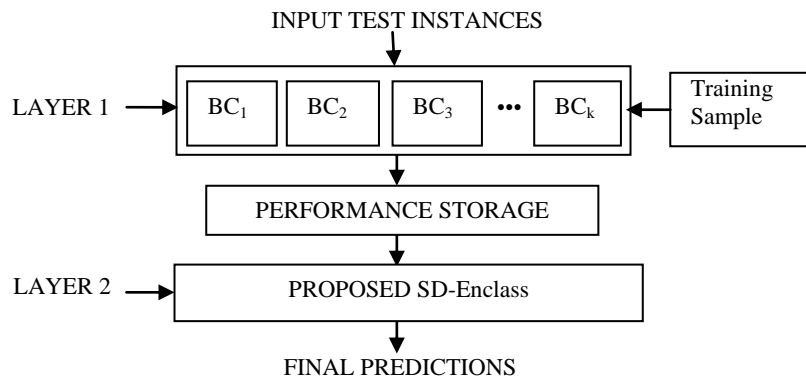 INPUT TEST INSTANCES
LAYER 1
BC₁
BC₂
BC₃
•••
BCₖ
Training
Sample
PERFORMANCE STORAGE
LAYER 2
PROPOSED SD-Enclass
FINAL PREDICTIONS